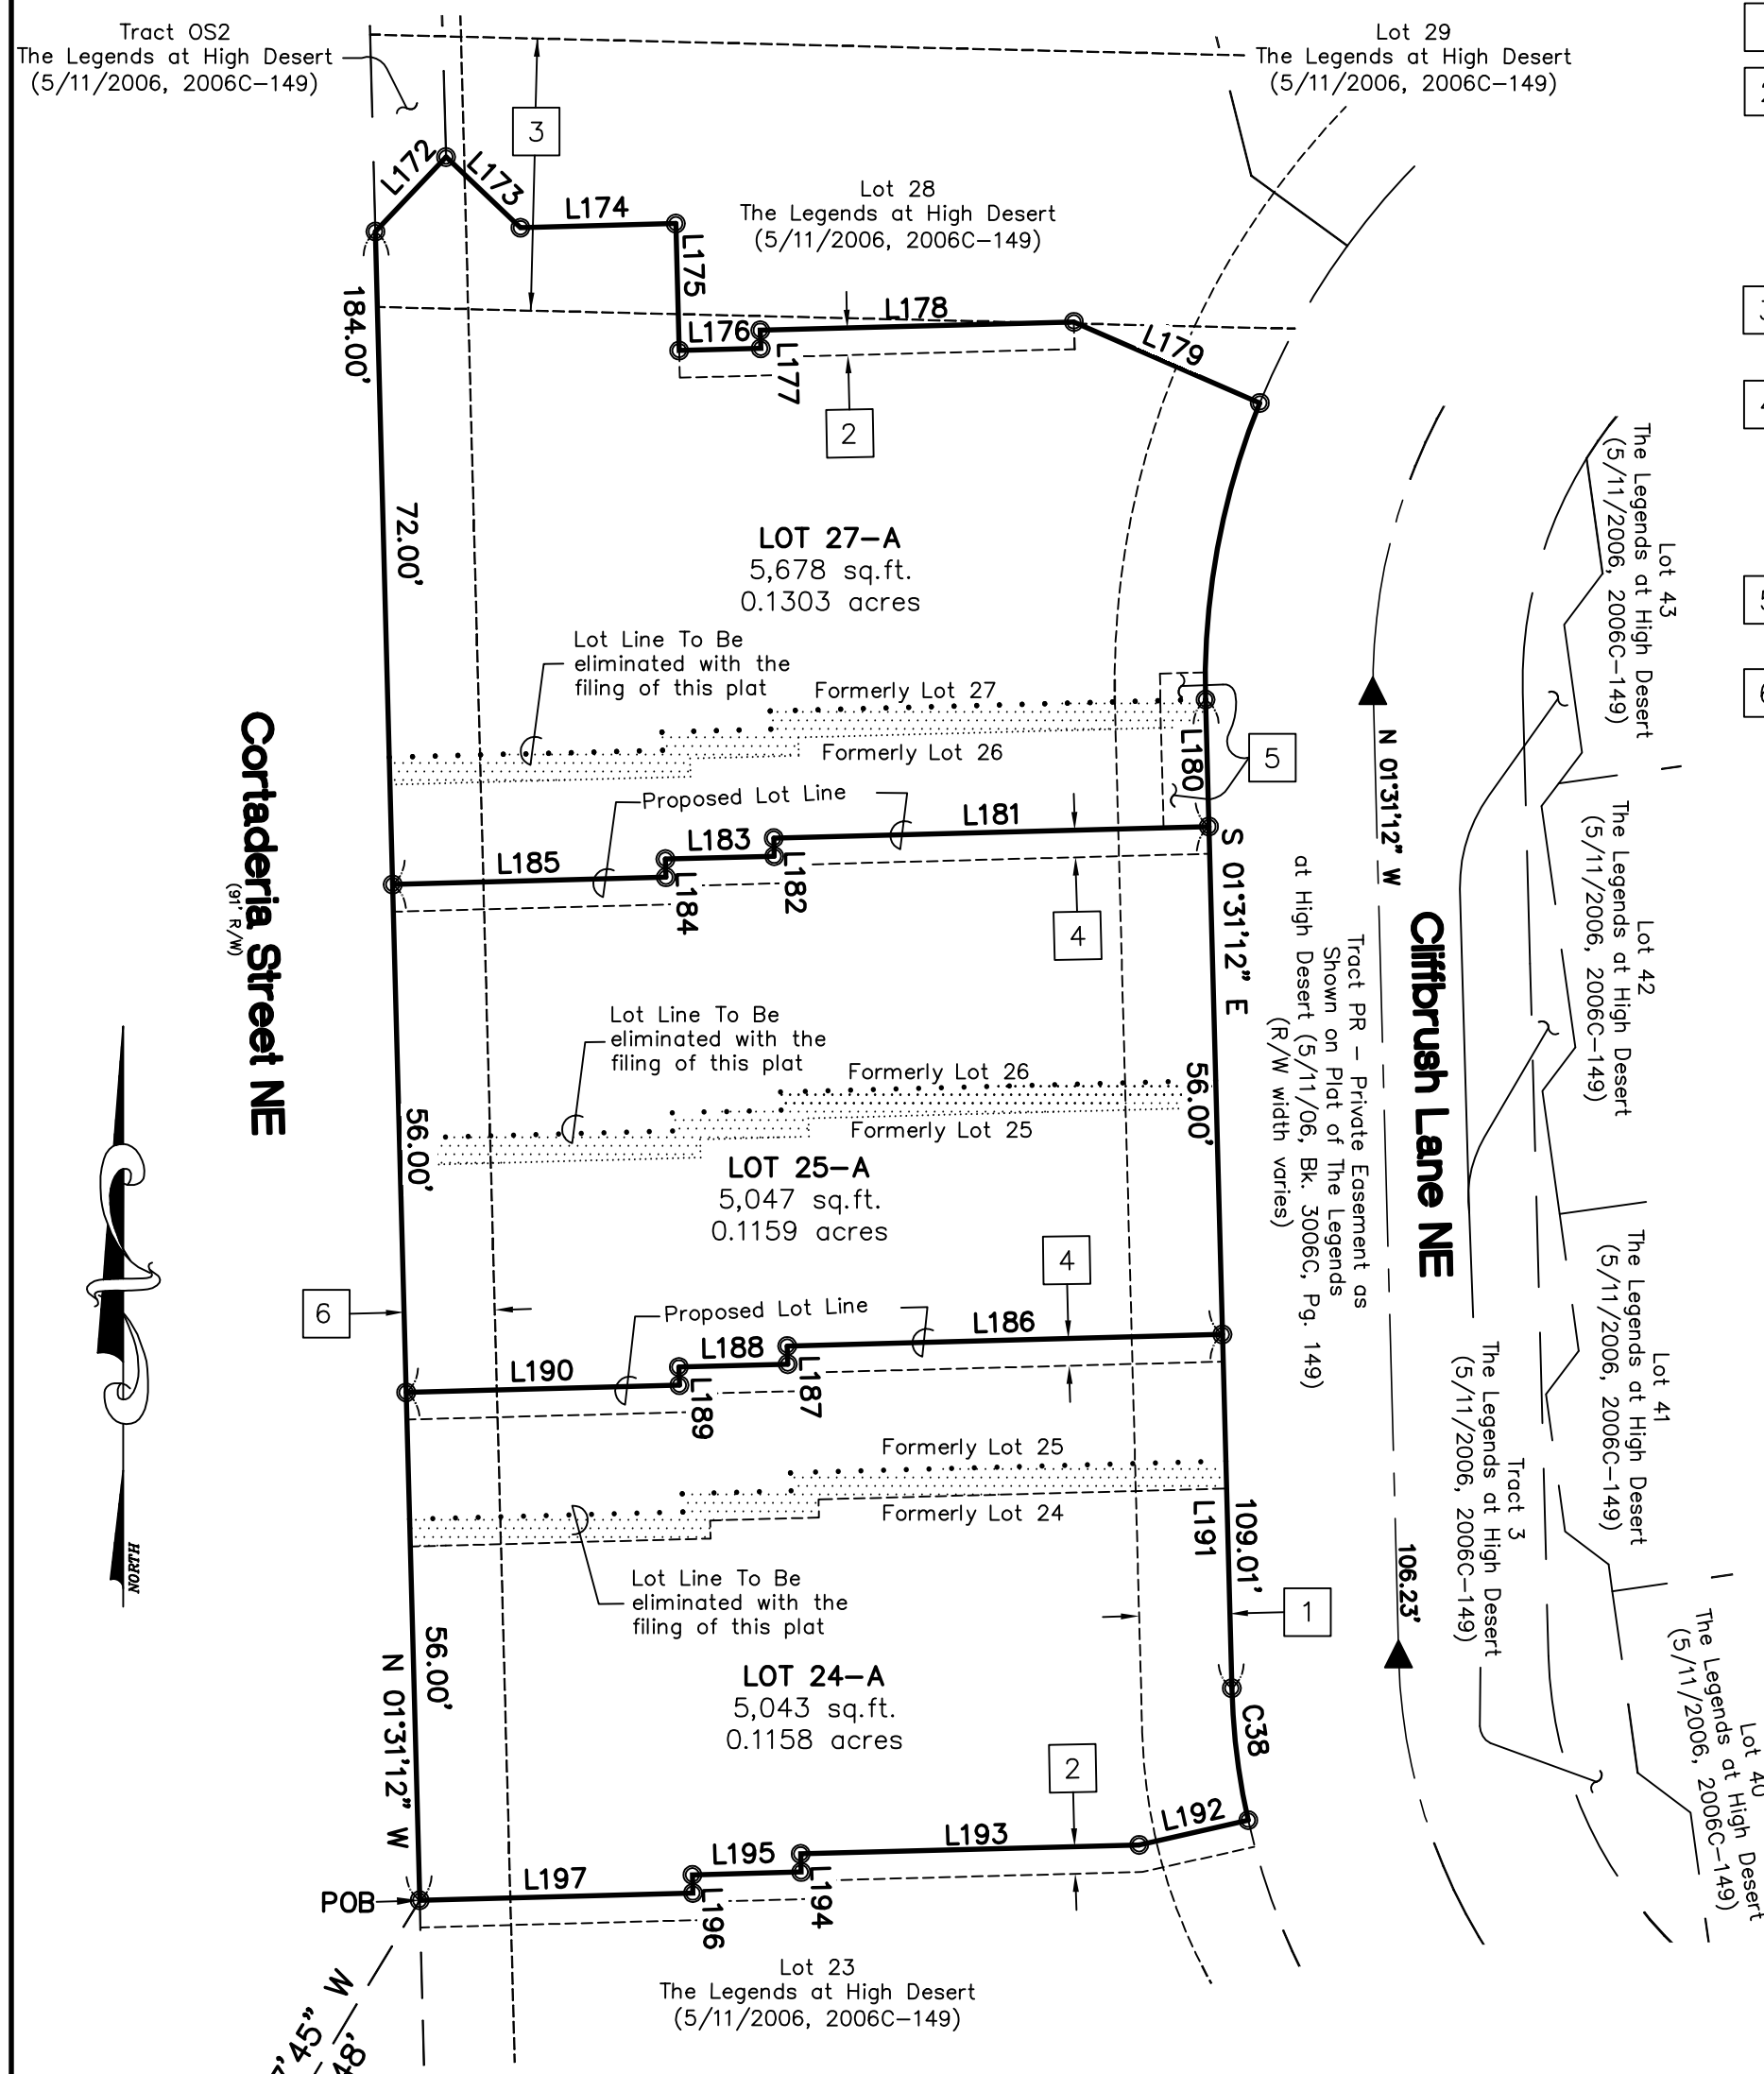 Tract OS2
The Legends at High Desert
(5/11/2006, 2006C-149)
Lot 29
The Legends at High Desert
(5/11/2006, 2006C-149)
3
L172
L173
L174
L175
Lot 28
The Legends at High Desert
(5/11/2006, 2006C-149)
L176
L177
L178
L179
2
184.00'
72.00'
LOT 27-A
5,678 sq.ft.
0.1303 acres
Lot Line To Be
eliminated with the
filing of this plat
Formerly Lot 27
Formerly Lot 26
L180
5
Proposed Lot Line
L181
L182
L183
L184
L185
4
S 01°31'12" E
N 01°31'12" W
Cliffbrush Lane NE
Tract PR - Private Easement as
Shown on Plat of The Legends
at High Desert (5/11/06, Bk. 3006C, Pg. 149)
(R/W width varies)
Lot 43
The Legends at High Desert
(5/11/2006, 2006C-149)
Lot 42
The Legends at High Desert
(5/11/2006, 2006C-149)
Lot 41
The Legends at High Desert
(5/11/2006, 2006C-149)
Lot 40
The Legends at High Desert
(5/11/2006, 2006C-149)
Tract 3
The Legends at High Desert
(5/11/2006, 2006C-149)
Cortaderia Street NE
(91' R/W)
Lot Line To Be
eliminated with the
filing of this plat
Formerly Lot 26
Formerly Lot 25
56.00'
56.00'
LOT 25-A
5,047 sq.ft.
0.1159 acres
4
6
Proposed Lot Line
L186
L187
L188
L189
L190
Formerly Lot 25
Formerly Lot 24
L191
109.01'
106.23'
1
Lot Line To Be
eliminated with the
filing of this plat
LOT 24-A
5,043 sq.ft.
0.1158 acres
56.00'
N 01°31'12" W
C38
2
L192
L193
L194
L195
L196
L197
POB
Lot 23
The Legends at High Desert
(5/11/2006, 2006C-149)
NORTH
'45" W
48'